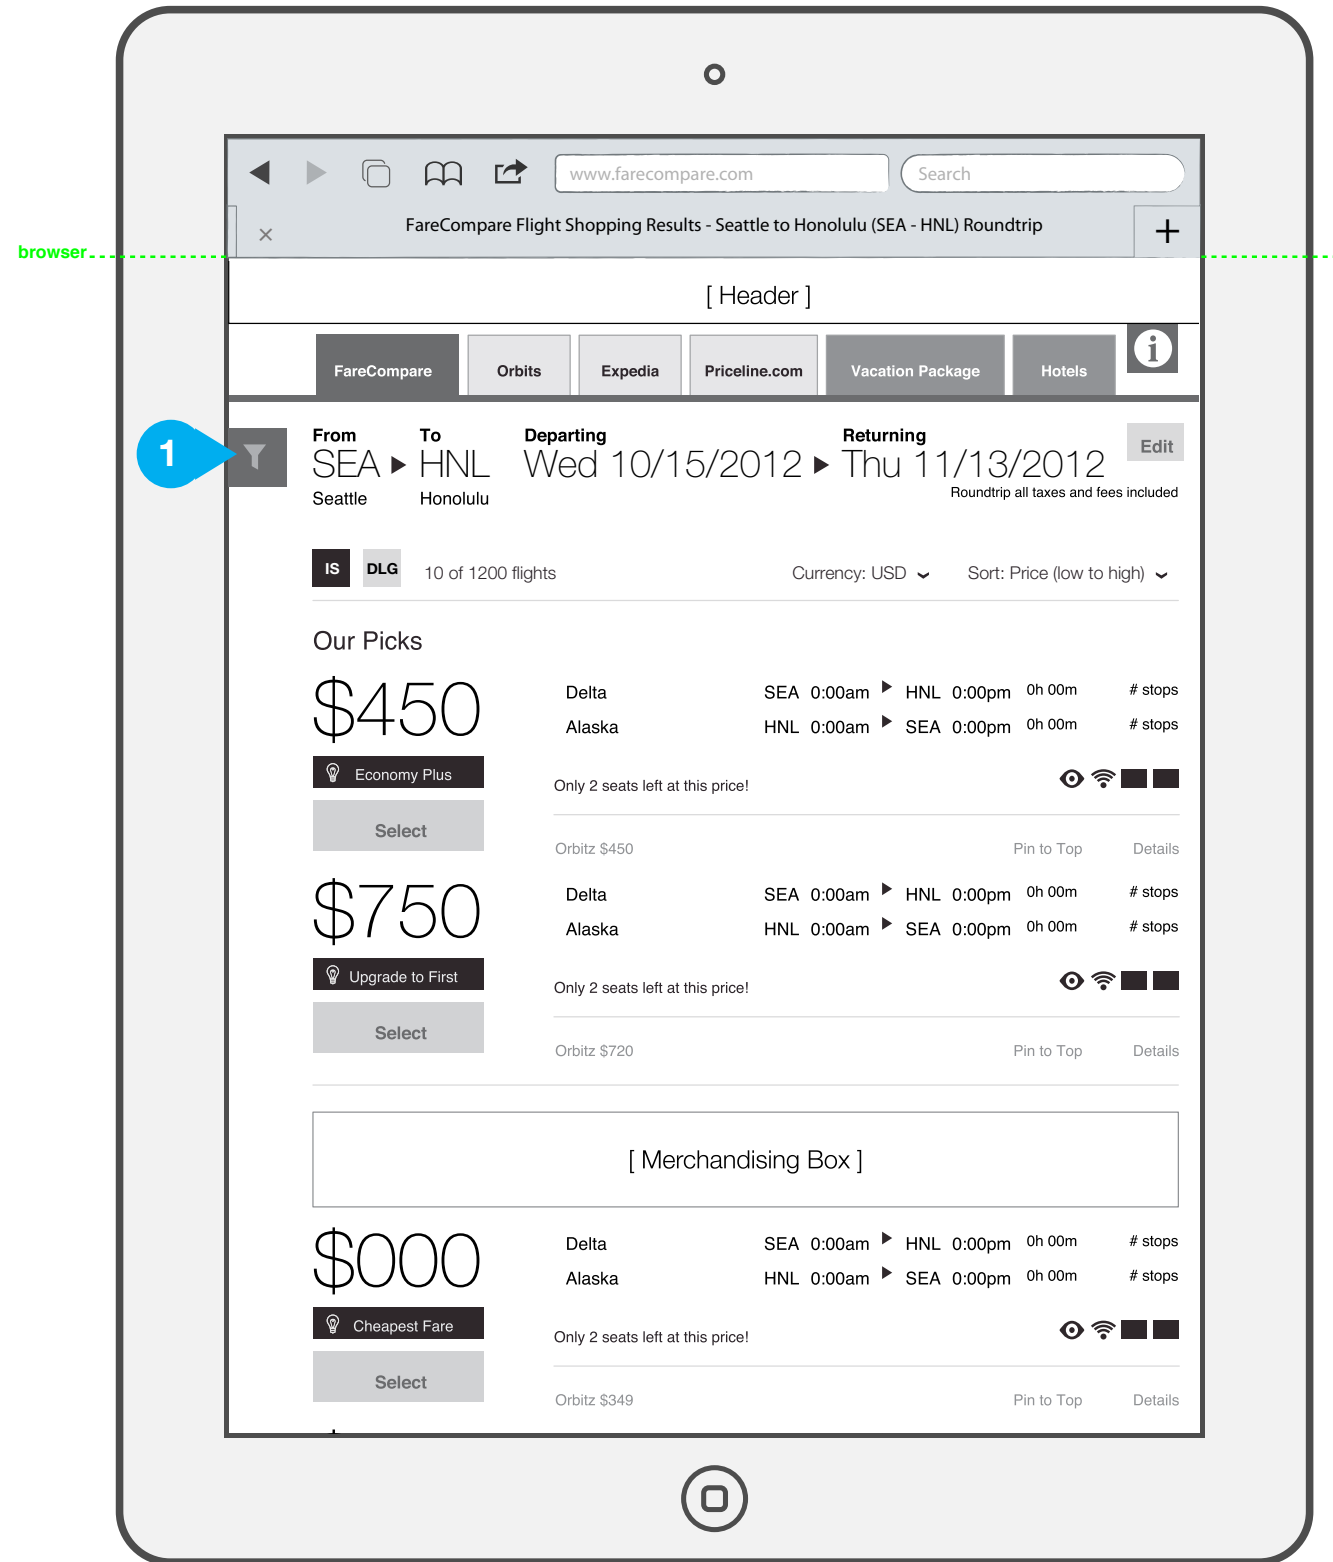 www.farecompare.com
Search
FareCompare Flight Shopping Results - Seattle to Honolulu (SEA - HNL) Roundtrip
browser
[ Header ]
FareCompare Orbits Expedia Priceline.com Vacation Package Hotels i
1
From To Departing Returning
SEA HNL Wed 10/15/2012 Thu 11/13/2012 Edit
Seattle Honolulu Roundtrip all taxes and fees included
IS DLG 10 of 1200 flights Currency: USD Sort: Price (low to high)
Our Picks
$450
Delta SEA 0:00am HNL 0:00pm 0h 00m # stops
Alaska HNL 0:00am SEA 0:00pm 0h 00m # stops
Economy Plus
Only 2 seats left at this price!
Select
Orbitz $450 Pin to Top Details
$750
Delta SEA 0:00am HNL 0:00pm 0h 00m # stops
Alaska HNL 0:00am SEA 0:00pm 0h 00m # stops
Upgrade to First
Only 2 seats left at this price!
Select
Orbitz $720 Pin to Top Details
[ Merchandising Box ]
$000
Delta SEA 0:00am HNL 0:00pm 0h 00m # stops
Alaska HNL 0:00am SEA 0:00pm 0h 00m # stops
Cheapest Fare
Only 2 seats left at this price!
Select
Orbitz $349 Pin to Top Details